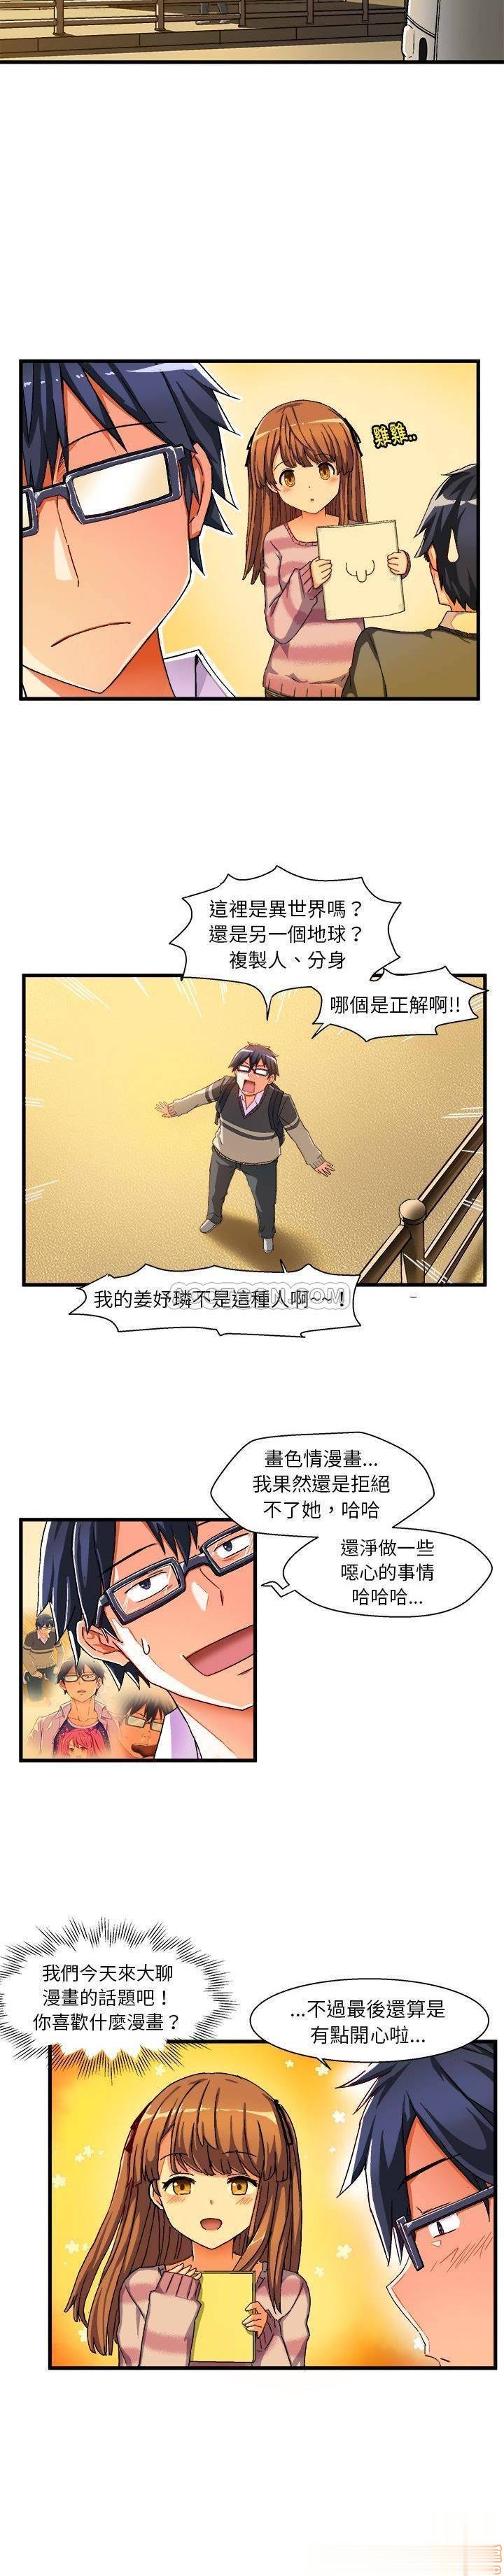 雞雞...
這裡是異世界嗎？
還是另一個地球？
複製人、分身
哪個是正解啊!!
我的姜妤璘不是這種人啊~~！
畫色情漫畫...
我果然還是拒絕
不了她，哈哈
還淨做一些
噁心的事情
哈哈哈...
我們今天來大聊
漫畫的話題吧！
你喜歡什麼漫畫？
...不過最後還算是
有點開心啦...